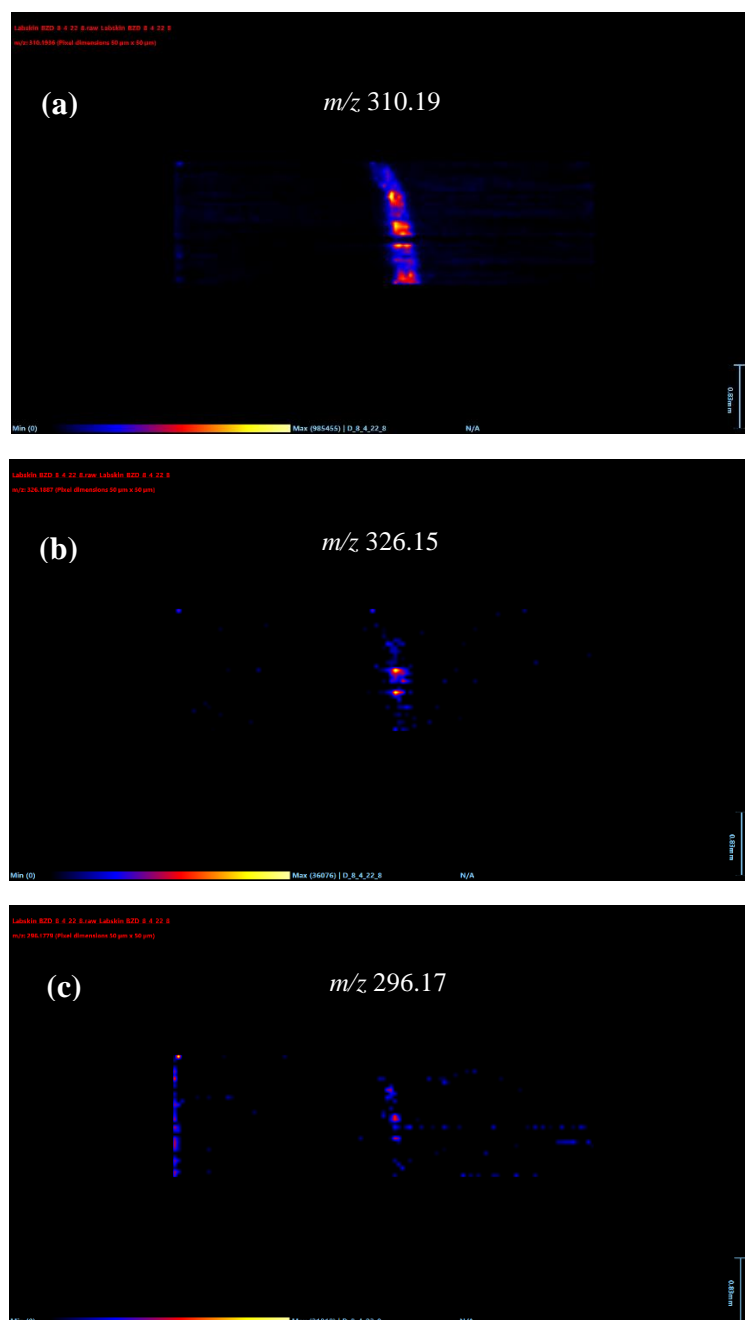 Labskin BZD 8 4 22 8.raw Labskin BZD 8 4 22 8
m/z: 310.1936 (Pixel dimensions 50 µm x 50 µm)
(a) m/z 310.19
0.83mm
Min (0) Max (985455) | D_8_4_22_8 N/A
Labskin BZD 8 4 22 8.raw Labskin BZD 8 4 22 8
m/z: 326.1887 (Pixel dimensions 50 µm x 50 µm)
(b) m/z 326.15
0.83mm
Min (0) Max (36076) | D_8_4_22_8 N/A
Labskin BZD 8 4 22 8.raw Labskin BZD 8 4 22 8
m/z: 296.1779 (Pixel dimensions 50 µm x 50 µm)
(c) m/z 296.17
0.83mm